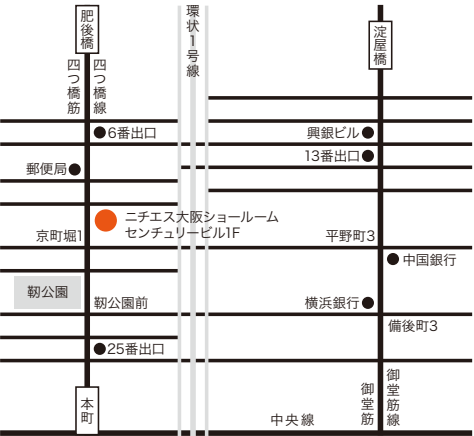 肥後橋
環状1号線
淀屋橋
四つ橋筋
四つ橋線
6番出口
興銀ビル
13番出口
郵便局
ニチエス大阪ショールーム
センチュリービル1F
京町堀1
平野町3
中国銀行
靭公園
靭公園前
横浜銀行
備後町3
25番出口
本町
御堂筋
御堂筋線
中央線